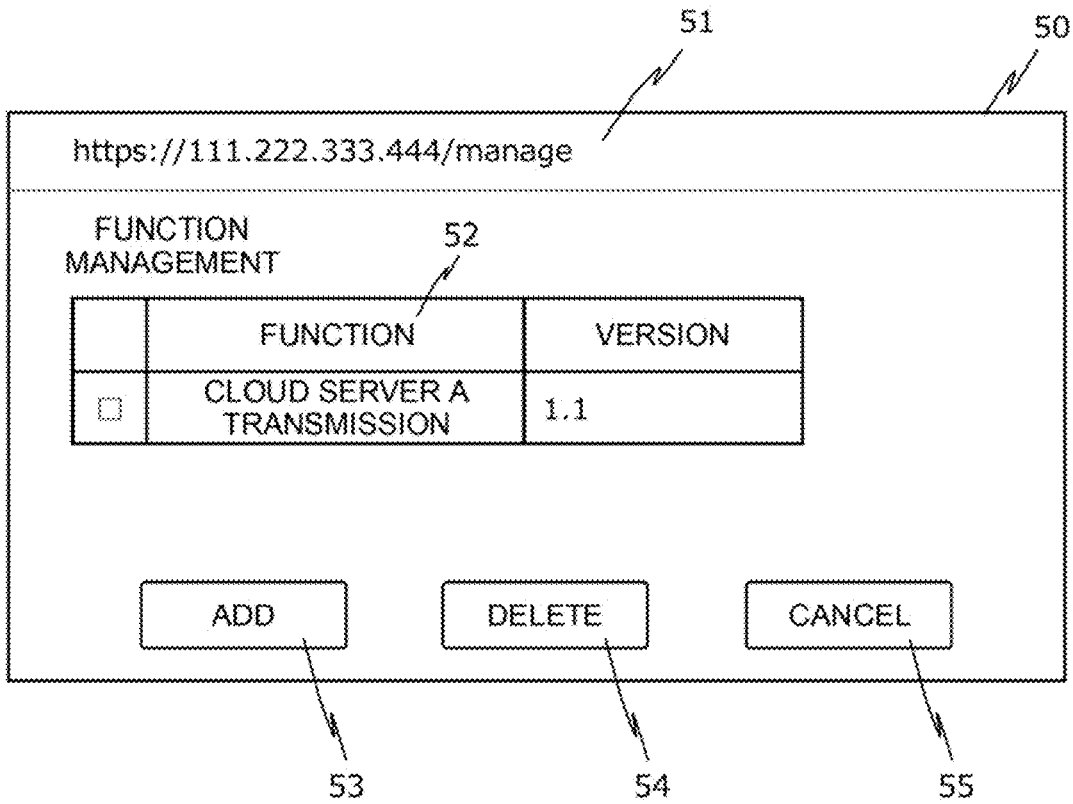 51
50
https://111.222.333.444/manage
FUNCTION
MANAGEMENT
52
FUNCTION
VERSION
CLOUD SERVER A
TRANSMISSION
1.1
ADD
DELETE
CANCEL
53
54
55